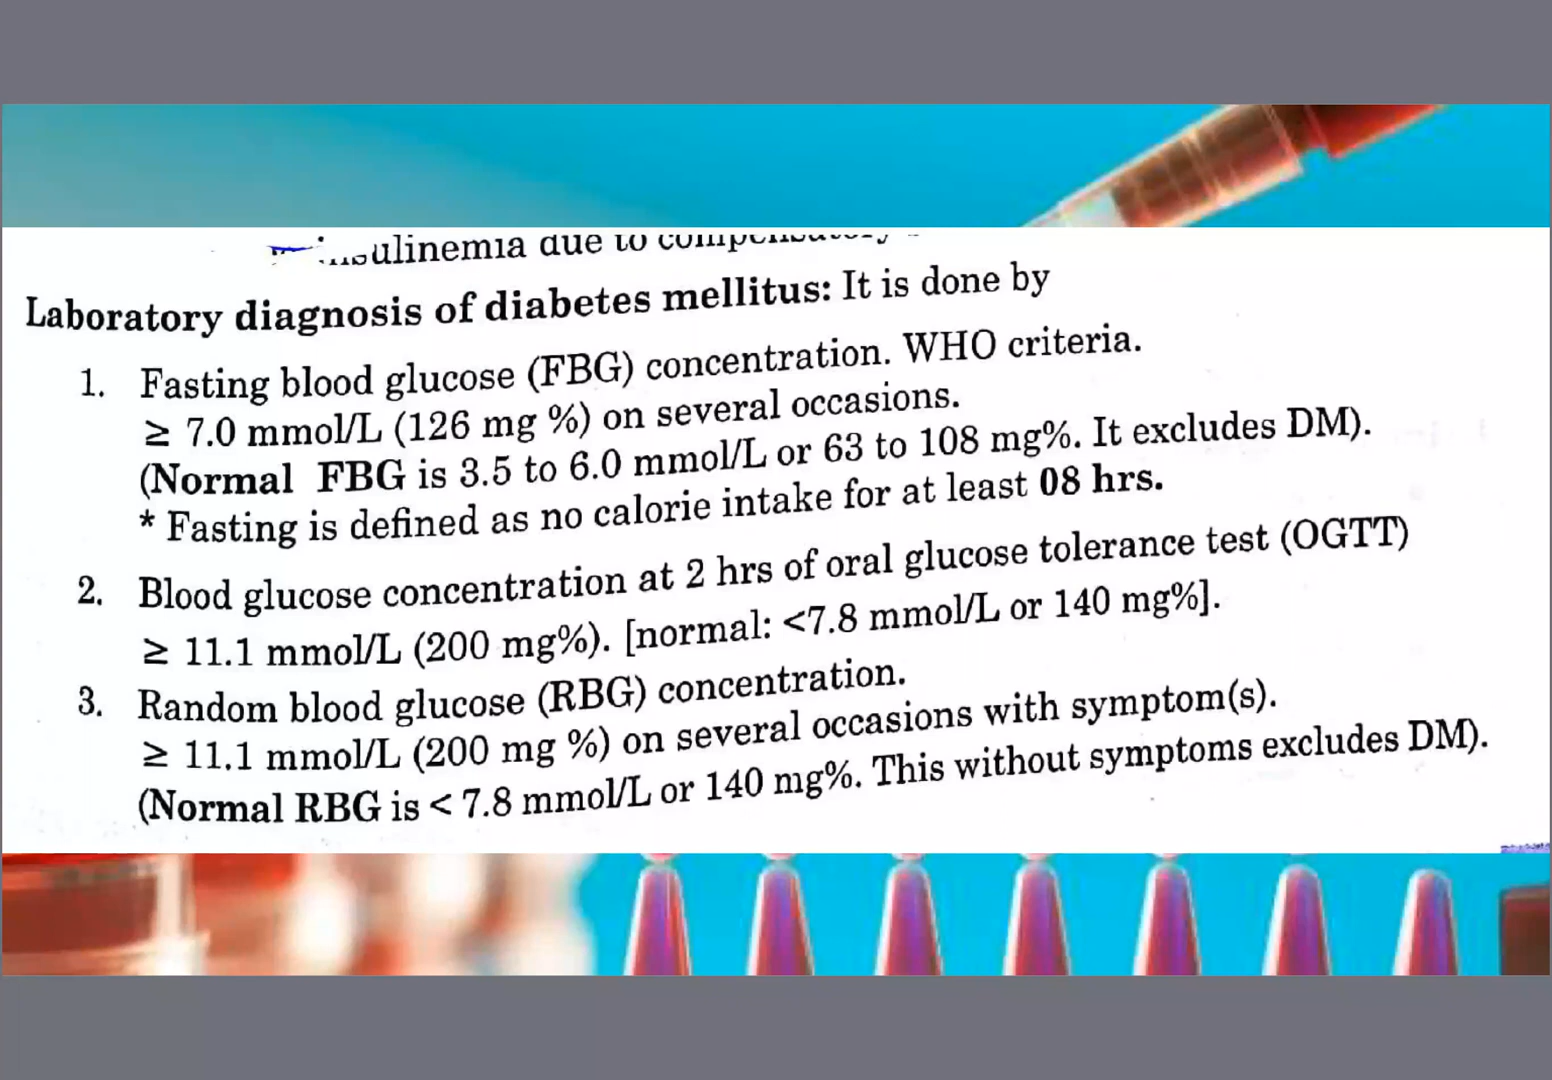 ulinemia due to
Laboratory diagnosis of diabetes mellitus: It is done by
1. Fasting blood glucose (FBG) concentration. WHO criteria.
≥ 7.0 mmol/L (126 mg %) on several occasions.
(Normal FBG is 3.5 to 6.0 mmol/L or 63 to 108 mg%. It excludes DM).
* Fasting is defined as no calorie intake for at least 08 hrs.
2. Blood glucose concentration at 2 hrs of oral glucose tolerance test (OGTT)
≥ 11.1 mmol/L (200 mg%). [normal: <7.8 mmol/L or 140 mg%].
3. Random blood glucose (RBG) concentration.
≥ 11.1 mmol/L (200 mg %) on several occasions with symptom(s).
(Normal RBG is < 7.8 mmol/L or 140 mg%. This without symptoms excludes DM).